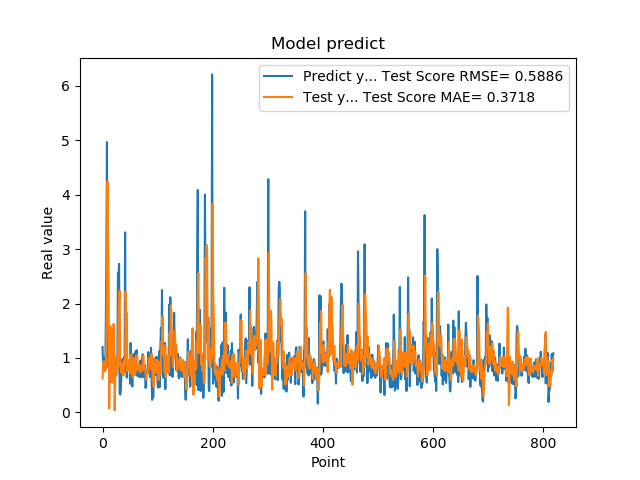 Model predict
Predict y... Test Score RMSE= 0.5886
Test y... Test Score MAE= 0.3718
Real value
6
5
4
3
2
1
0
0 200 400 600 800
Point